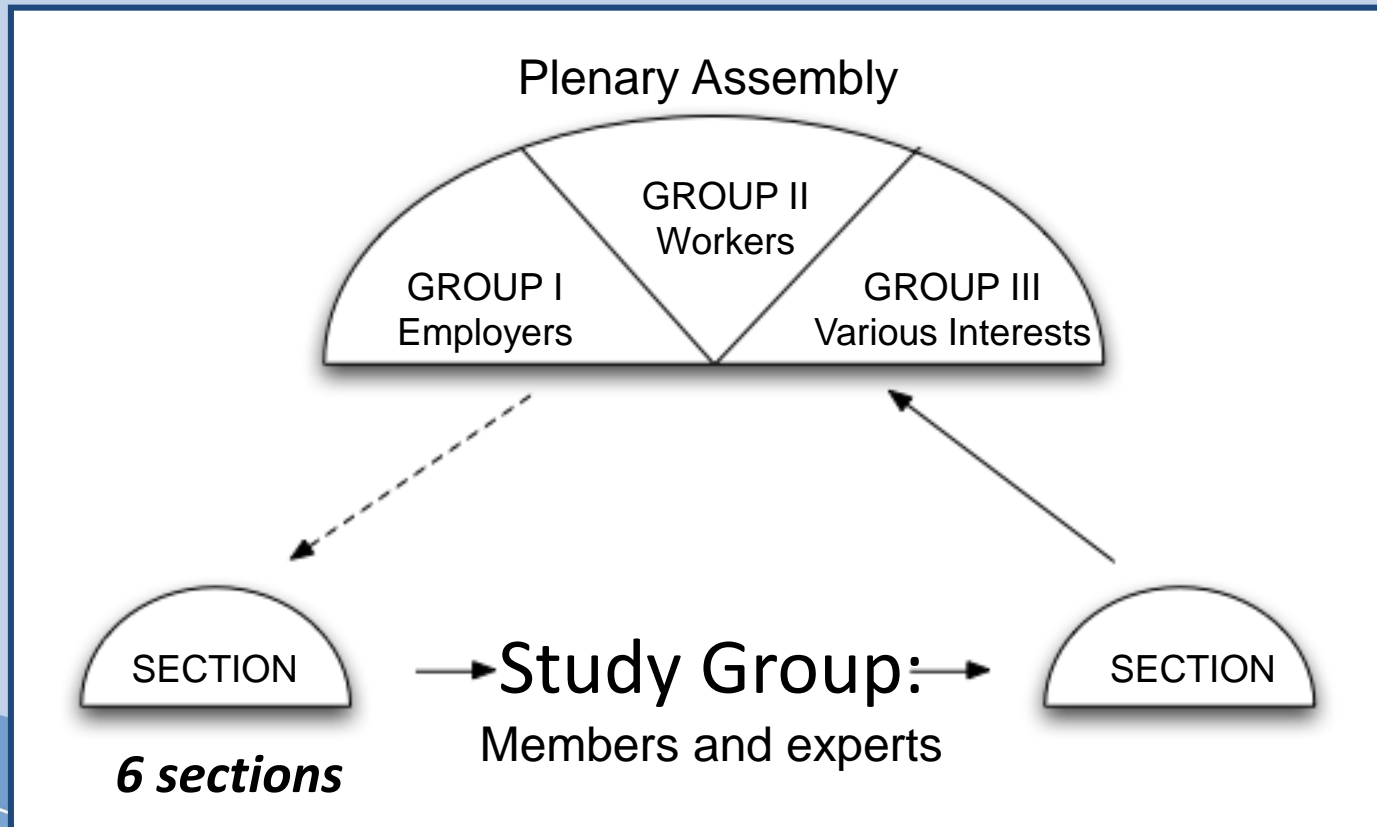 Plenary Assembly
GROUP II
Workers
GROUP I
Employers
GROUP III
Various Interests
SECTION
Study Group:
SECTION
Members and experts
6 sections